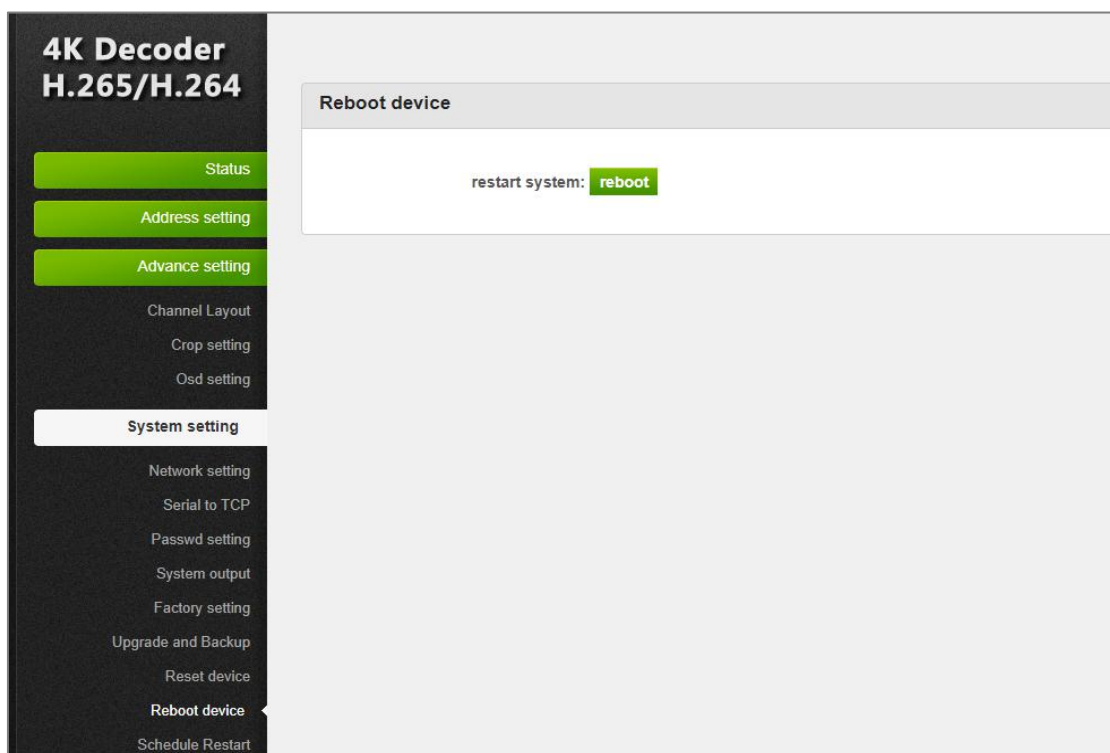 4K Decoder
H.265/H.264
Status
Address setting
Advance setting
Channel Layout
Crop setting
Osd setting
System setting
Network setting
Serial to TCP
Passwd setting
System output
Factory setting
Upgrade and Backup
Reset device
Reboot device
Schedule Restart
Reboot device
restart system: reboot